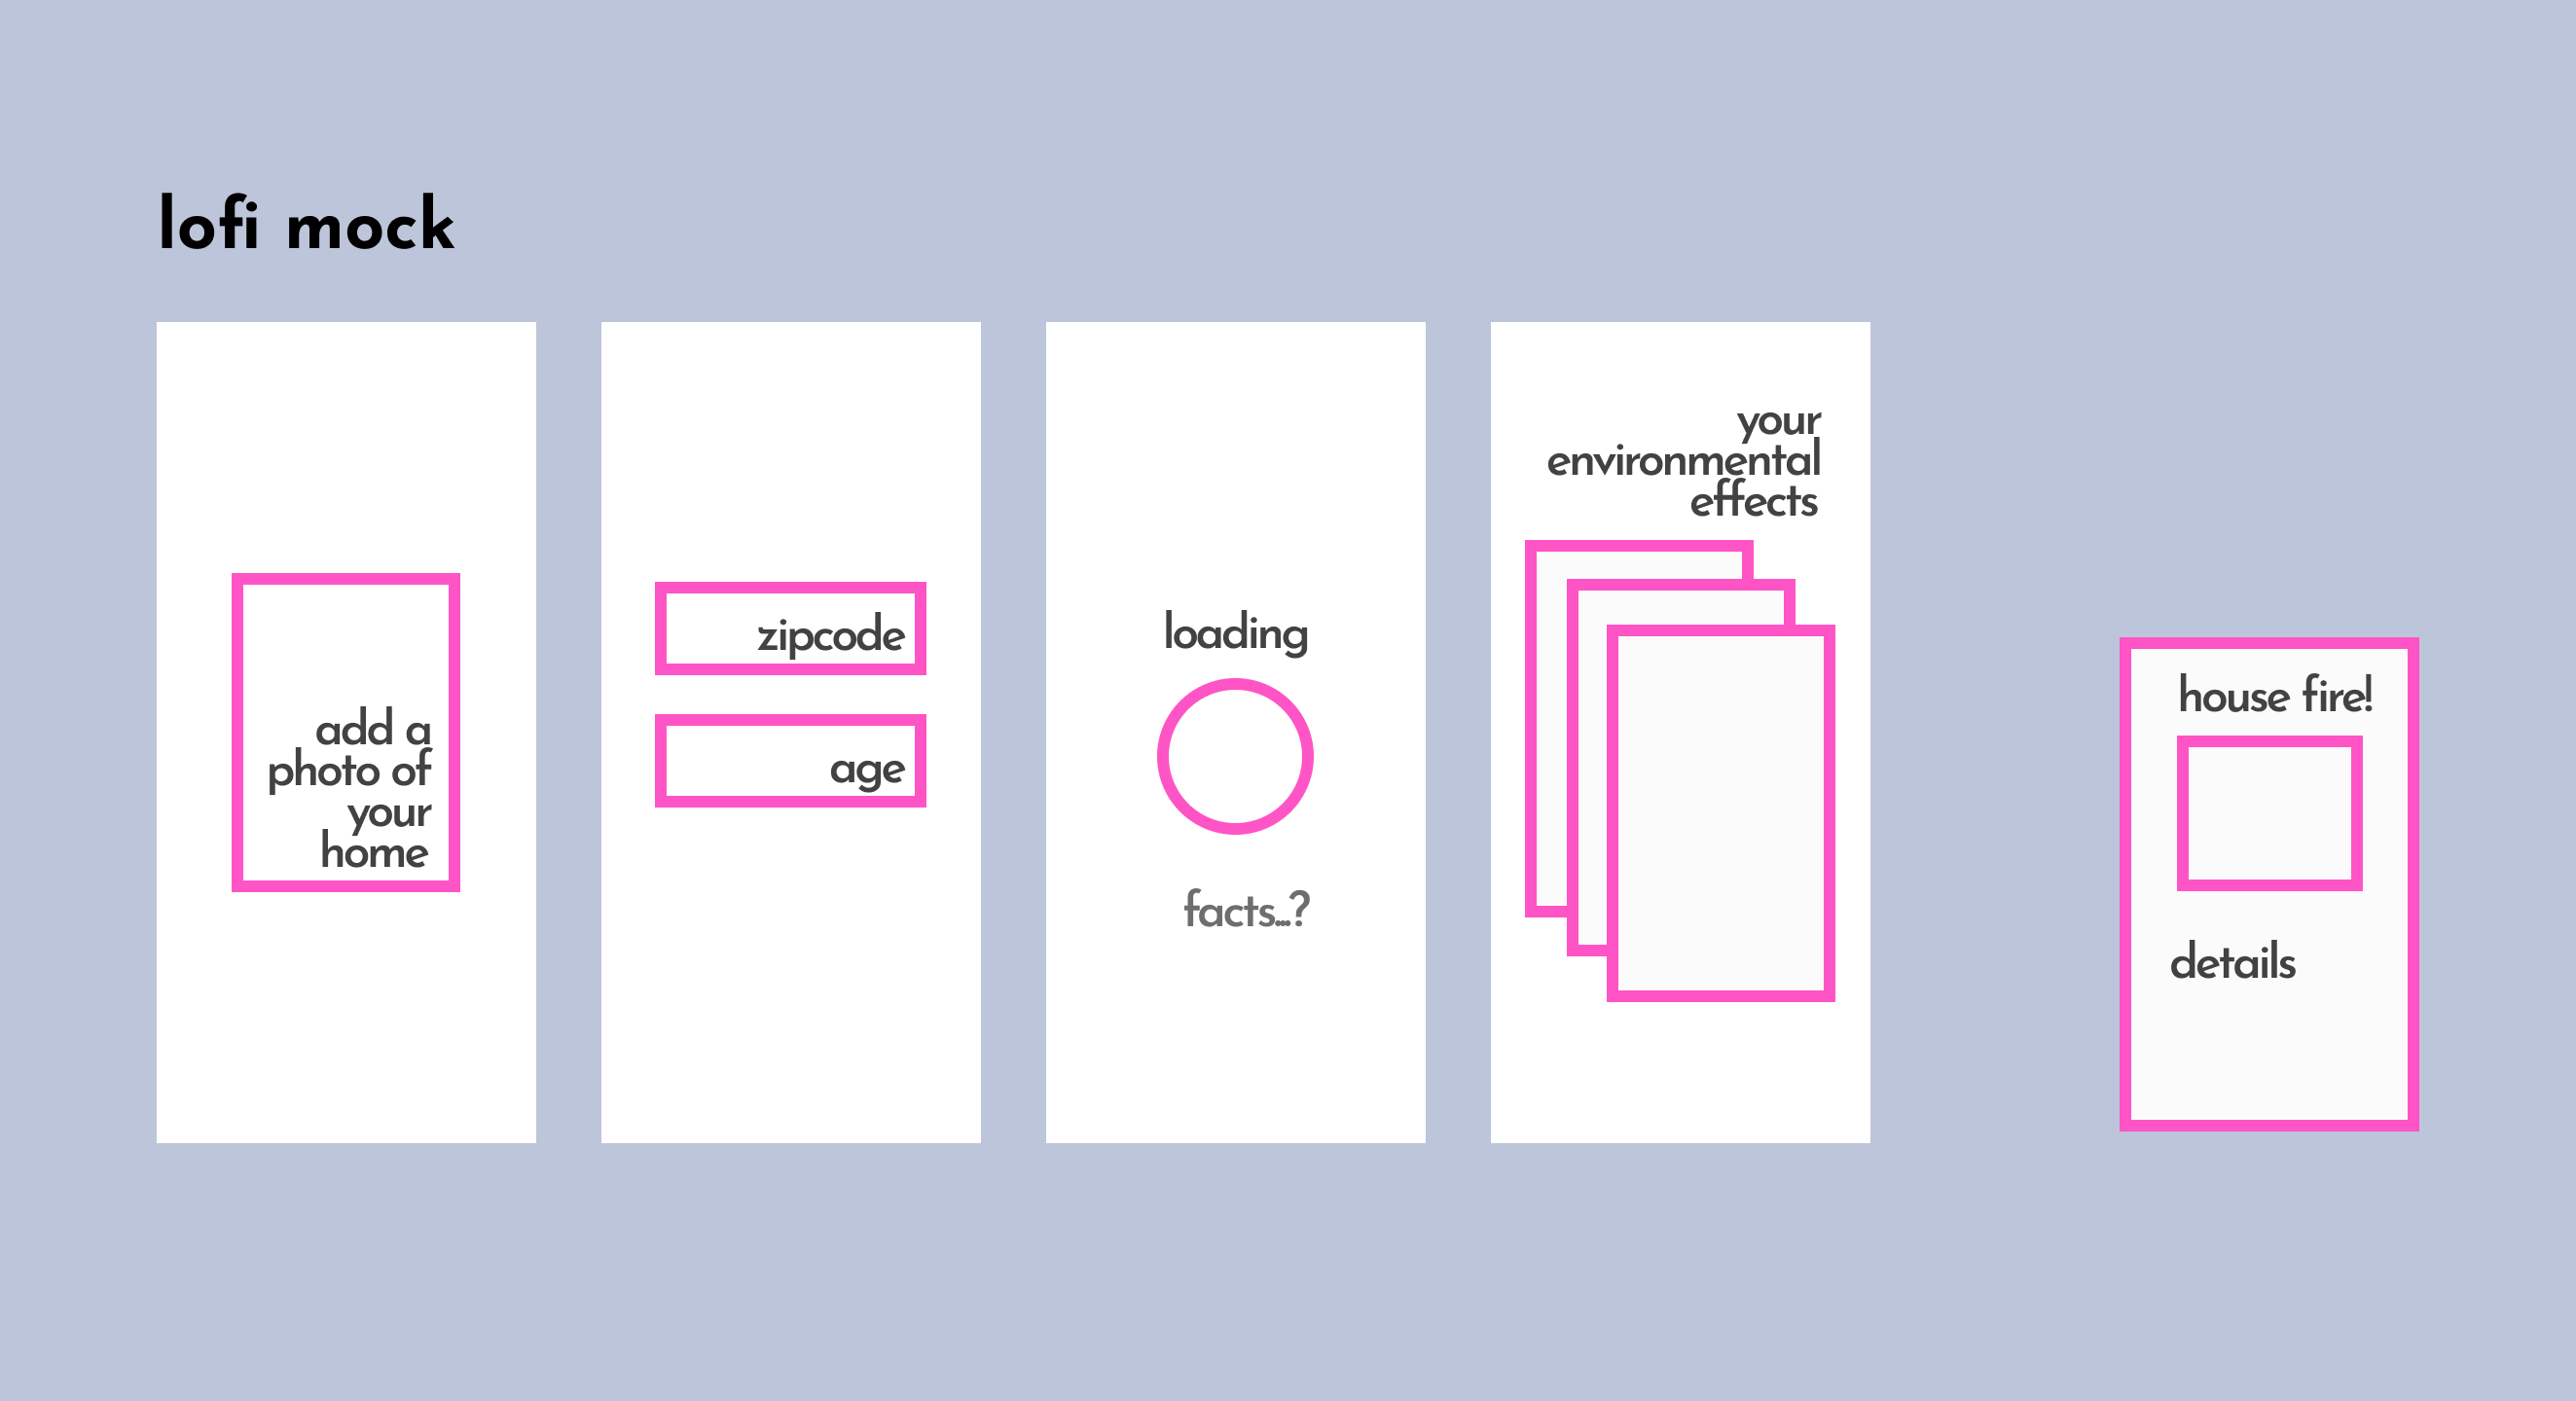 lofi mock
add a
photo of
your
home
zipcode
age
loading
facts...?
your
environmental
effects
house fire!
details